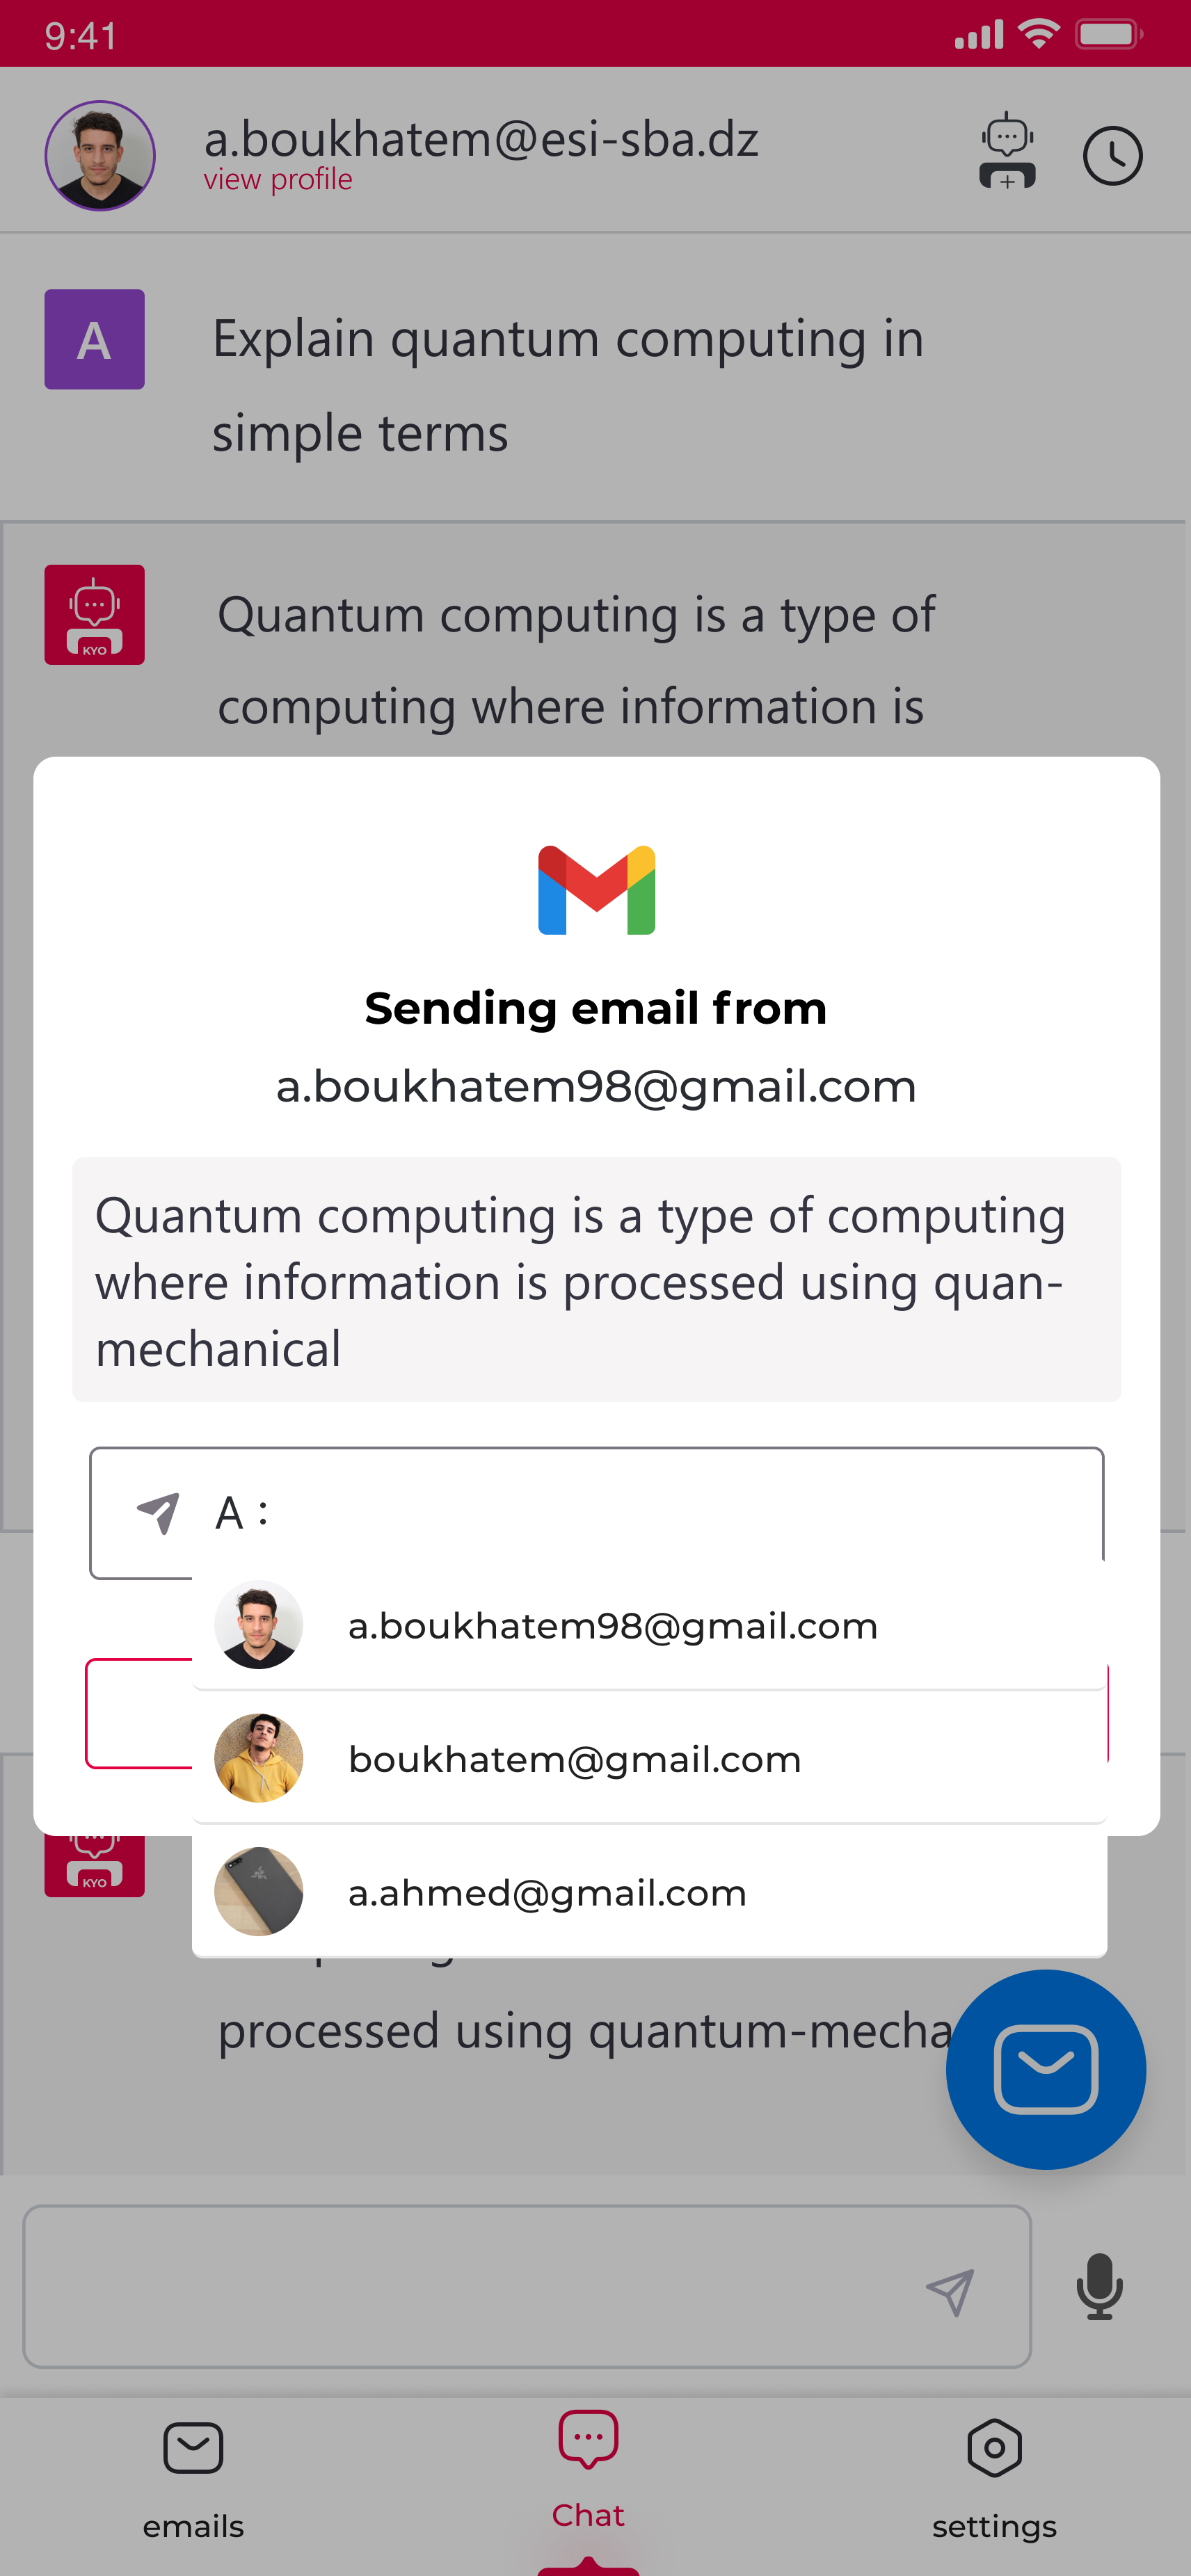 9:41
a.boukhatem@esi-sba.dz
view profile
A
Explain quantum computing in
simple terms
KYO
Quantum computing is a type of
computing where information is
Sending email from
a.boukhatem98@gmail.com
Quantum computing is a type of computing
where information is processed using quan-
mechanical
A :
a.boukhatem98@gmail.com
boukhatem@gmail.com
KYO
a.ahmed@gmail.com
processed using quantum-mecha
emails
Chat
settings